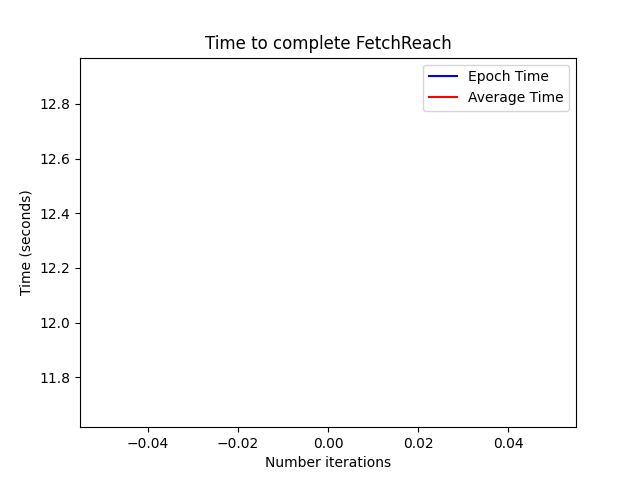 Time to complete FetchReach
Epoch Time
Average Time
12.8
12.6
12.4
12.2
12.0
11.8
Time (seconds)
−0.04 −0.02 0.00 0.02 0.04
Number iterations